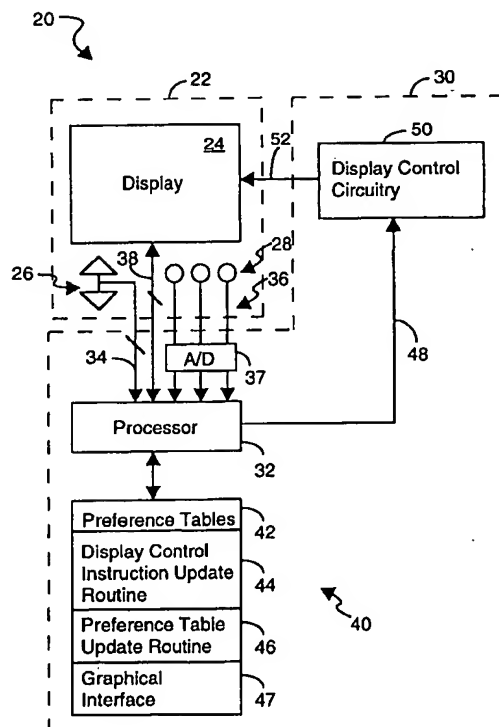 20
22
30
24
Display
52
50
Display Control
Circuitry
26
38
28
36
34
A/D
37
48
Processor
32
Preference Tables
42
Display Control
Instruction Update
Routine
44
Preference Table
Update Routine
46
Graphical
Interface
47
40